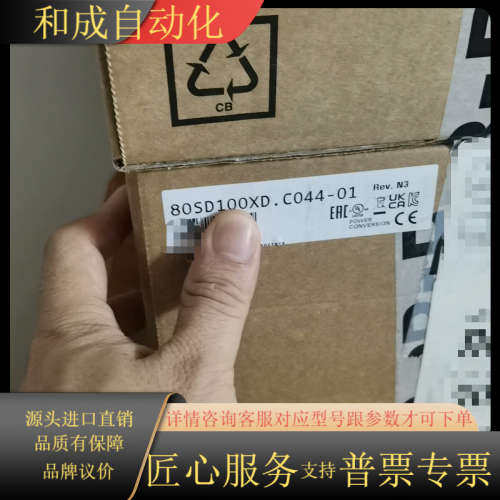 和成自动化
CB
80SD100XD.C044-01
Rev. N3
EAC
UK
CA
CE
POWER
CONVERSION
源头进口直销
品质有保障
品牌议价
详情咨询客服对应型号跟参数才可下单
匠心服务支持普票专票